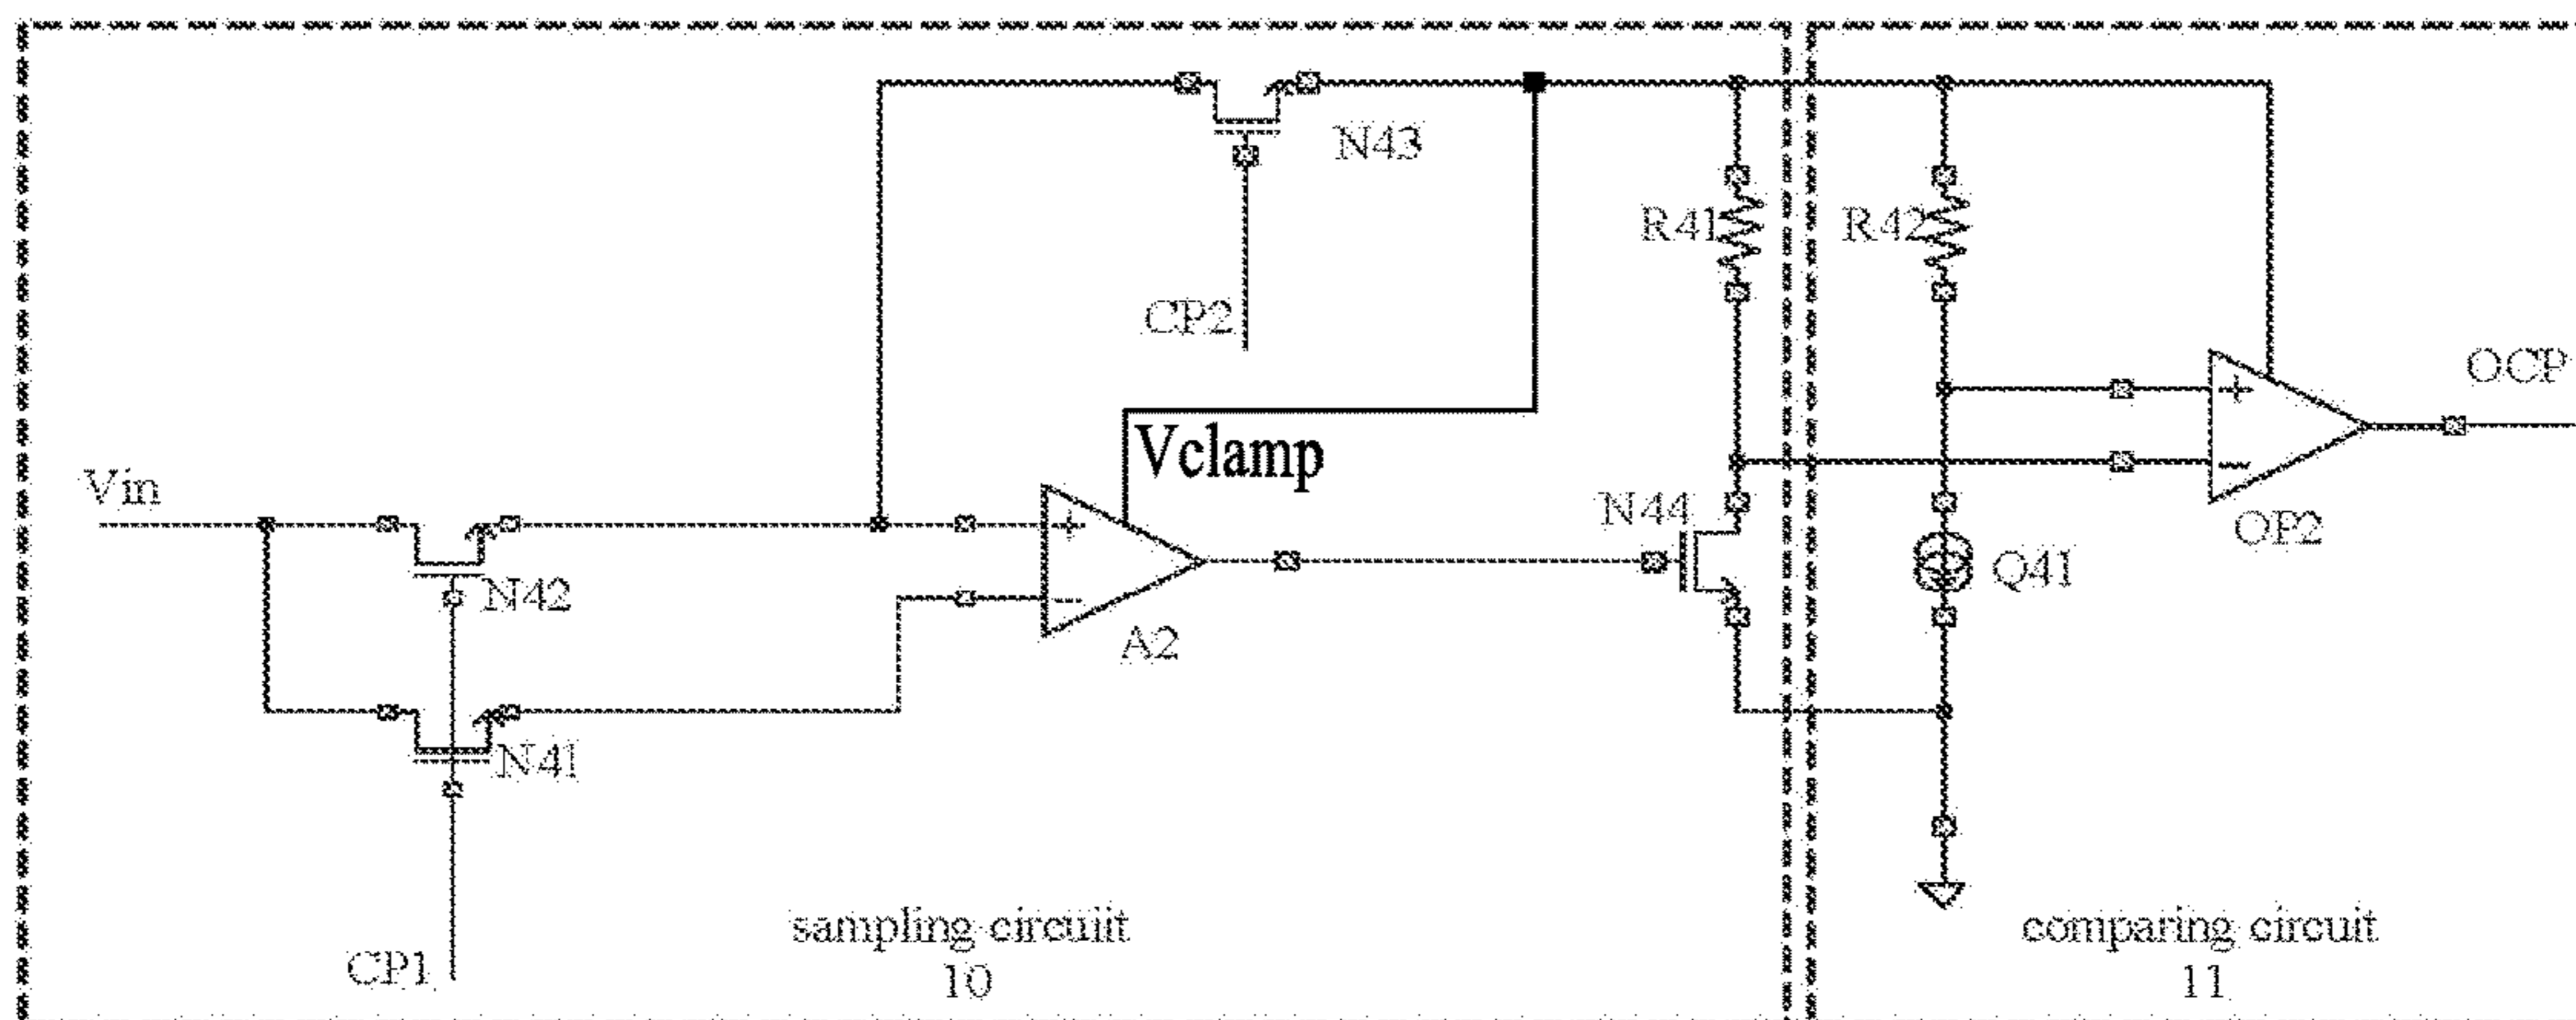 N43
R41
R42
CP2
OCP
Vclamp
Vin
+
+
−
N44
OP2
N42
−
Q41
A2
N41
sampling circuiit
10
comparing circuit
11
CP1